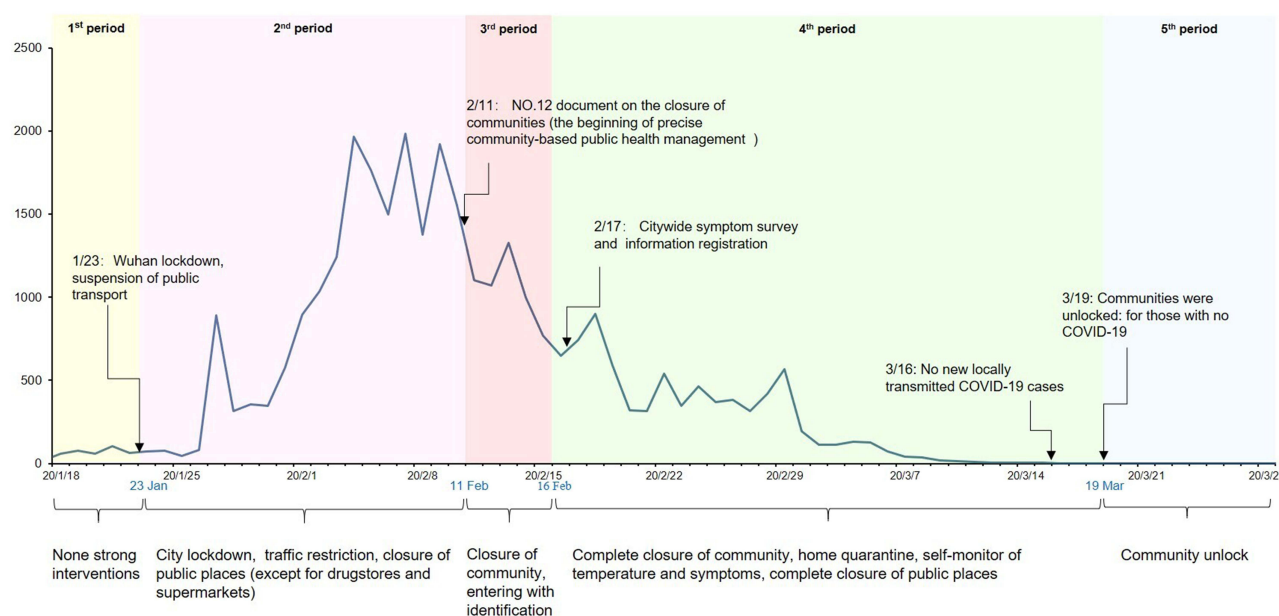 1st period
2nd period
3rd period
4th period
5th period
2500
2000
1500
1000
500
0
1/23: Wuhan lockdown,
suspension of public
transport
2/11: NO.12 document on the closure of
communities (the beginning of precise
community-based public health management )
2/17: Citywide symptom survey
and information registration
3/16: No new locally
transmitted COVID-19 cases
3/19: Communities were
unlocked: for those with no
COVID-19
20/1/18
20/1/25
20/2/1
20/2/8
20/2/15
20/2/22
20/2/29
20/3/7
20/3/14
20/3/21
20/3/2
23 Jan
11 Feb
16 Feb
19 Mar
None strong
interventions
City lockdown, traffic restriction, closure of
public places (except for drugstores and
supermarkets)
Closure of
community,
entering with
identification
Complete closure of community, home quarantine, self-monitor of
temperature and symptoms, complete closure of public places
Community unlock